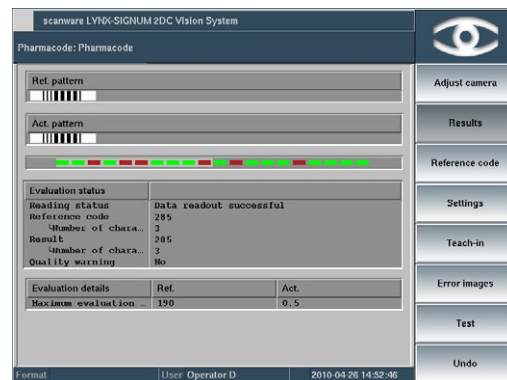 scanware LYNX-SIGNUM 2DC Vision System
Pharmacode: Pharmacode
Ref. pattern
Act. pattern
Evaluation status
Reading status Data readout successful
Reference code 285
Number of chara... 3
Result 285
Number of chara... 3
Quality warning No
Evaluation details Ref. Act.
Maximum evaluation ... 190 0.5
Format User Operator D 2010-04-26 14:52:46
Adjust camera
Results
Reference code
Settings
Teach-in
Error images
Test
Undo